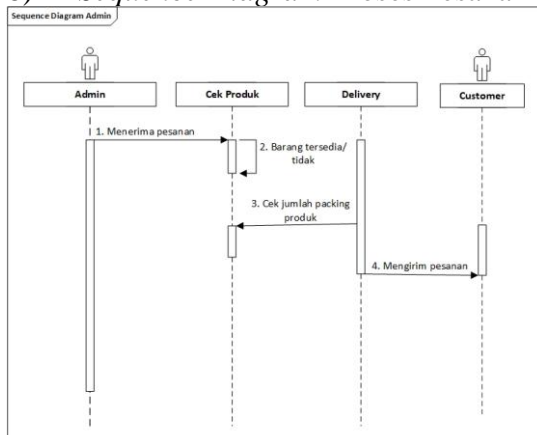 Sequence Diagram Admin
Admin
Cek Produk
Delivery
Customer
1. Menerima pesanan
2. Barang tersedia/
tidak
3. Cek jumlah packing
produk
4. Mengirim pesanan